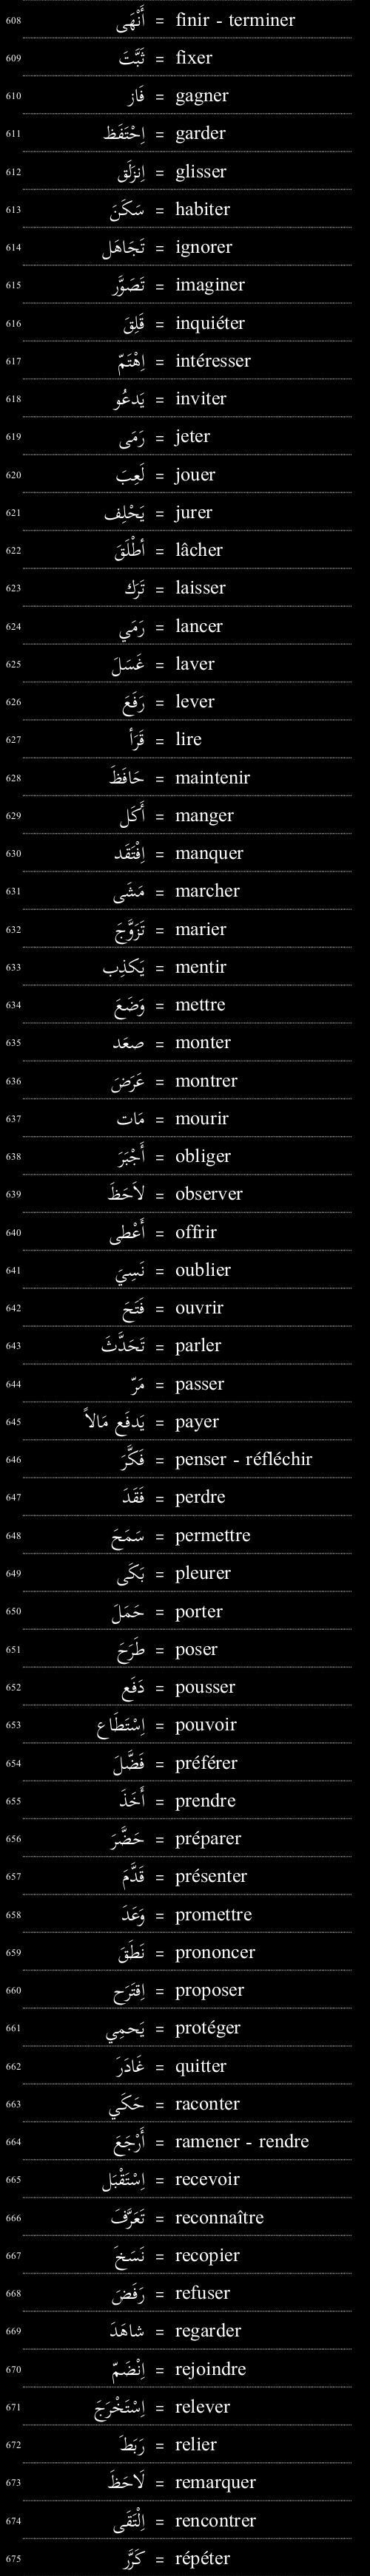 608 أَنْهَى = finir - terminer
609 ثَبَّتَ = fixer
610 فَاز = gagner
611 اِحْتَفَظ = garder
612 اِنزَلَق = glisser
613 سَكَنَ = habiter
614 تَجَاهَل = ignorer
615 تَصَوَّر = imaginer
616 قَلِقَ = inquiéter
617 اِهْتَمّ = intéresser
618 يَدعُو = inviter
619 رَمَى = jeter
620 لَعِبَ = jouer
621 يَحْلِف = jurer
622 أطْلَقَ = lâcher
623 تَرَك = laisser
624 رَمَي = lancer
625 غَسَلَ = laver
626 رَفَعَ = lever
627 قَرَأ = lire
628 حَافَظَ = maintenir
629 أَكَل = manger
630 اِفْتَقَد = manquer
631 مَشَى = marcher
632 تَزَوَّجَ = marier
633 يَكذِب = mentir
634 وَضَعَ = mettre
635 صعَد = monter
636 عَرَضَ = montrer
637 مَات = mourir
638 أَجْبَرَ = obliger
639 لاَحَظَ = observer
640 أَعْطى = offrir
641 نَسِيَ = oublier
642 فَتَحَ = ouvrir
643 تَحَدَّثَ = parler
644 مَرّ = passer
645 يَدفَع مَالاً = payer
646 فَكَّرَ = penser - réfléchir
647 فَقَدَ = perdre
648 سَمَحَ = permettre
649 بَكَى = pleurer
650 حَمَلَ = porter
651 طَرَحَ = poser
652 دَفَع = pousser
653 اِسْتَطَاع = pouvoir
654 فَضَّلَ = préférer
655 أَخَذَ = prendre
656 حَضَّرَ = préparer
657 قَدَّمَ = présenter
658 وَعَدَ = promettre
659 نَطَقَ = prononcer
660 اِقتَرَح = proposer
661 يَحمِي = protéger
662 غَادَرَ = quitter
663 حَكَي = raconter
664 أَرْجَعَ = ramener - rendre
665 اِسْتَقْبَل = recevoir
666 تَعَرَّفَ = reconnaître
667 نَسَخَ = recopier
668 رَفَضَ = refuser
669 شاهَدَ = regarder
670 اِنْضَمّ = rejoindre
671 اِسْتَخْرَجَ = relever
672 رَبَطَ = relier
673 لَاحَظَ = remarquer
674 اِلْتَقَى = rencontrer
675 كَرَّر = répéter